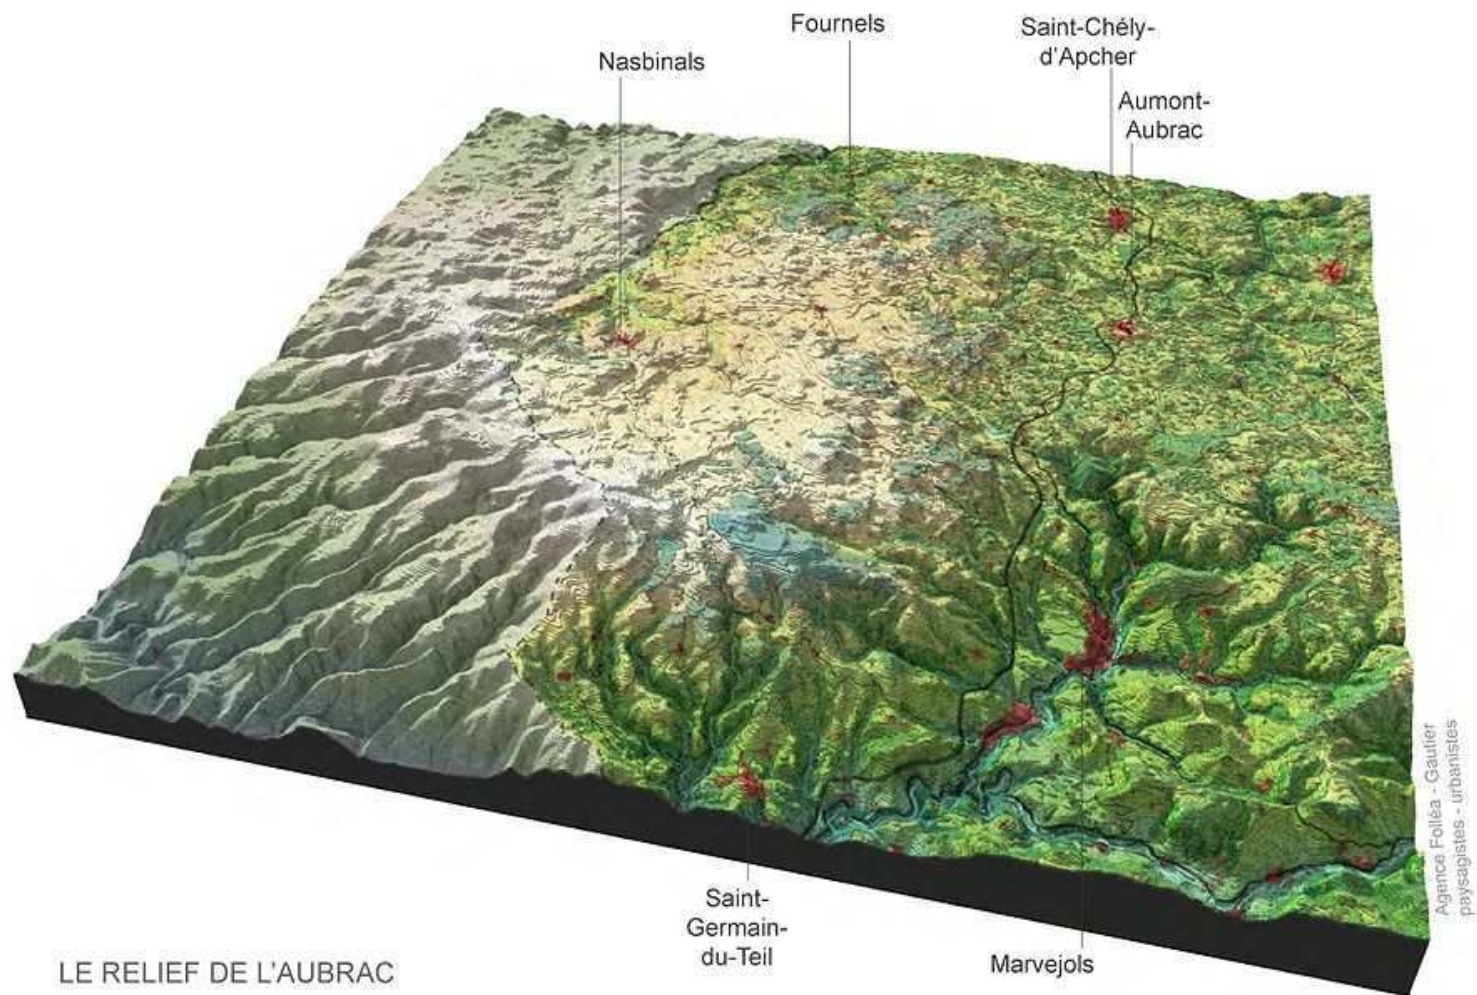 Fournels
Saint-Chély-
d'Apcher
Nasbinals
Aumont-
Aubrac
Saint-
Germain-
du-Teil
Marvejols
LE RELIEF DE L'AUBRAC
Agence Folléa - Gautier
paysagistes - urbanistes